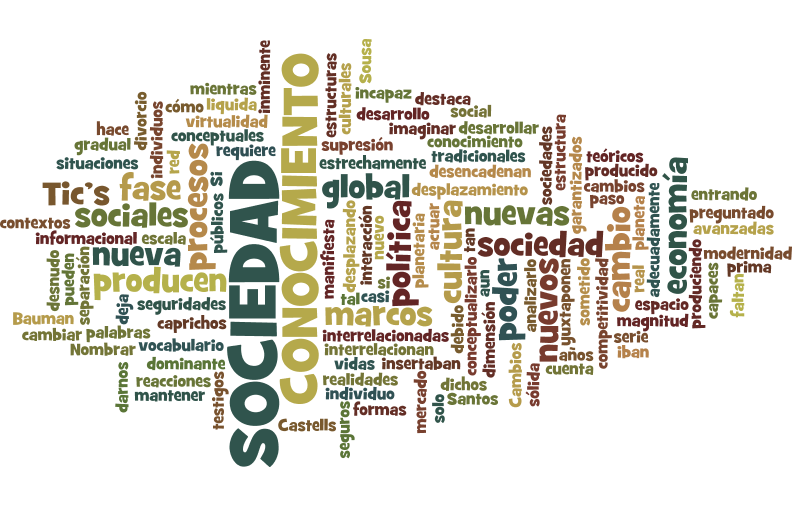 SOCIEDAD
CONOCIMIENTO
inminente
mientras
cómo
liquida
virtualidad
conceptuales
requiere
divorcio
individuos
hace
gradual
situaciones
red
procesos
Si
públicos
Tic's
fase
sociales
contextos
informacional
escala
nueva
desnudo
pueden
separación
producen
deja
seguridades
Bauman
cambiar
palabras
caprichos
Nombrar
vocabulario
dominante
darnos
reacciones
mantener
testigos
Castells
estructuras
culturales
Sousa
incapaz
destaca
desarrollo
social
imaginar
desarrollar
supresión
conocimiento
estrechamente
tradicionales
desencadenan
global
desplazamiento
sociedades
estructura
garantizados
teóricos
producido
cambios
paso
manifiesta
desplazando
interacción
nuevo
política
planetaria
actuar
cultura
nuevas
sociedad
tan
cambio
planeta
real
adecuadamente
economía
entrando
preguntado
avanzadas
modernidad
prima
produciendo
capaces
faltan
tal
casi
si
marcos
debido
conceptualizarlo
aun
dimensión
poder
analizarlo
nuevos
yuxtaponen
sometido
competitividad
espacio
magnitud
serie
iban
interrelacionadas
interrelacionan
vidas
insertaban
realidades
individuo
seguros
formas
mercado
solo
dichos
Santos
Cambios
sólida
años
cuenta